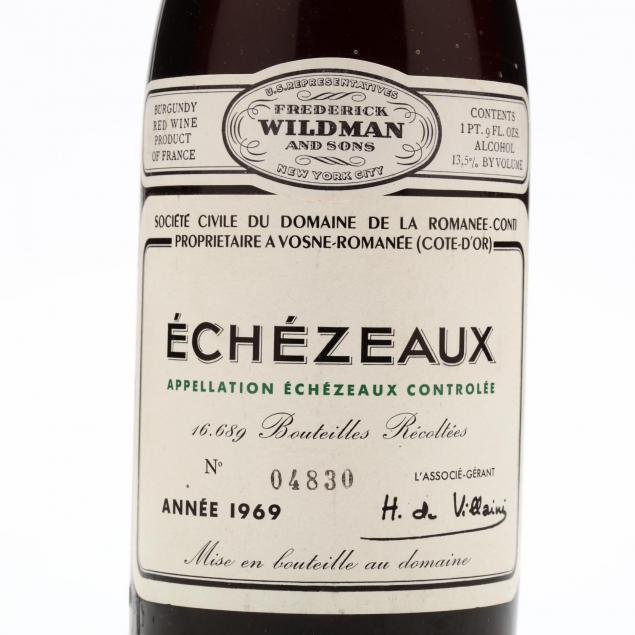 U.S. REPRESENTATIVES
FREDERICK
WILDMAN
AND SONS
NEW YORK CITY
BURGUNDY
RED WINE
PRODUCT
OF FRANCE
CONTENTS
1 PT. 9 FL. OZS.
ALCOHOL
13,5% BY VOLUME
SOCIÉTÉ CIVILE DU DOMAINE DE LA ROMANÉE-CONTI
PROPRIETAIRE A VOSNE-ROMANÉE (COTE-D'OR)
ÉCHÉZEAUX
APPELLATION ÉCHÉZEAUX CONTROLÉE
16.689 Bouteilles Récoltées
N° 04830
L'ASSOCIÉ-GÉRANT
ANNÉE 1969
H. de Villaine
Mise en bouteille au domaine